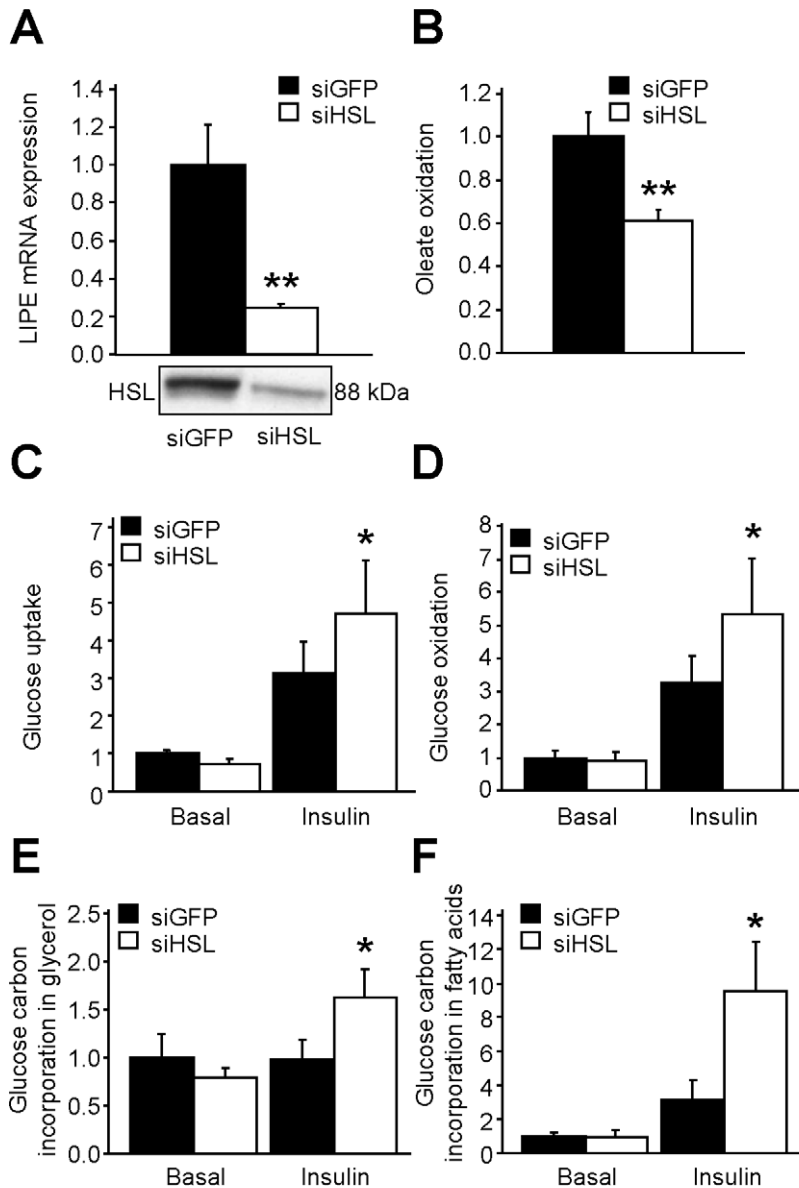 A
LIPE mRNA expression
1.4
1.2
1.0
0.8
0.6
0.4
0.2
0.0
siGFP
siHSL
**
HSL
88 kDa
siGFP siHSL
B
Oleate oxidation
1.2
1.0
0.8
0.6
0.4
0.2
0.0
siGFP
siHSL
**
C
Glucose uptake
7
6
5
4
3
2
1
0
siGFP
siHSL
*
Basal Insulin
D
Glucose oxidation
8
7
6
5
4
3
2
1
0
siGFP
siHSL
*
Basal Insulin
E
Glucose carbon
incorporation in glycerol
2.5
2.0
1.5
1.0
0.5
0.0
siGFP
siHSL
*
Basal Insulin
F
Glucose carbon
incorporation in fatty acids
14
12
10
8
6
4
2
0
siGFP
siHSL
*
Basal Insulin